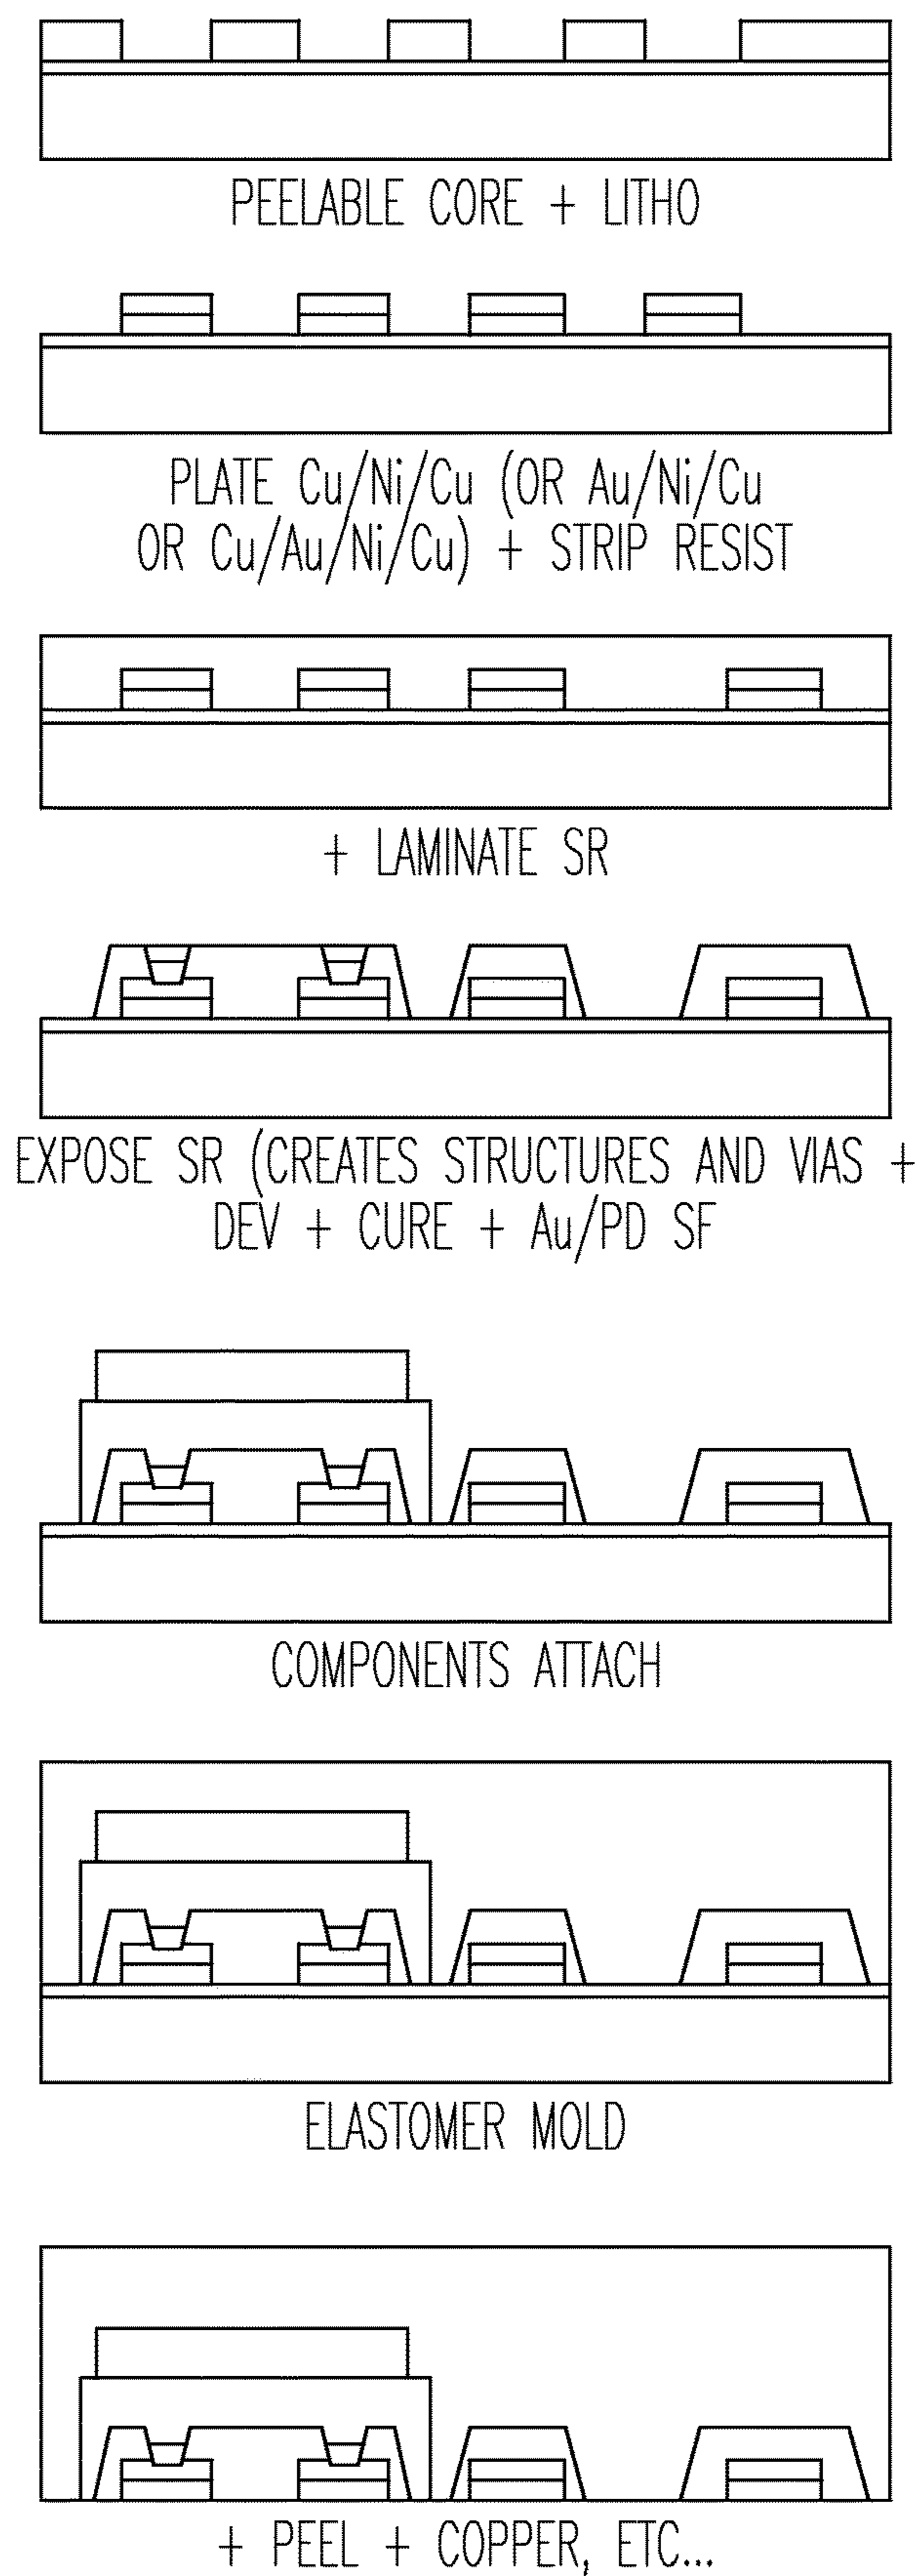 PEELABLE CORE + LITHO
PLATE Cu/Ni/Cu (OR Au/Ni/Cu
OR Cu/Au/Ni/Cu) + STRIP RESIST
+ LAMINATE SR
EXPOSE SR (CREATES STRUCTURES AND VIAS +
DEV + CURE + Au/PD SF
COMPONENTS ATTACH
ELASTOMER MOLD
+ PEEL + COPPER, ETC...